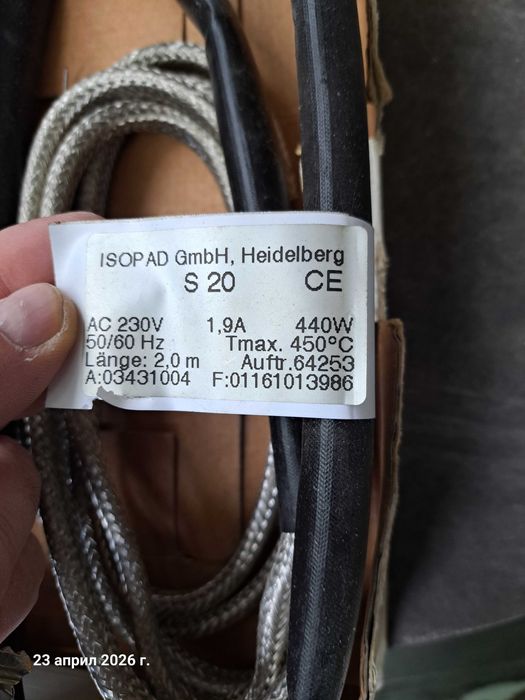 ISOPAD GmbH, Heidelberg
S 20 CE
AC 230V 1,9A 440W
50/60 Hz Tmax. 450°C
Länge: 2,0 m Auftr.64253
A:03431004 F:01161013986
23 април 2026 г.